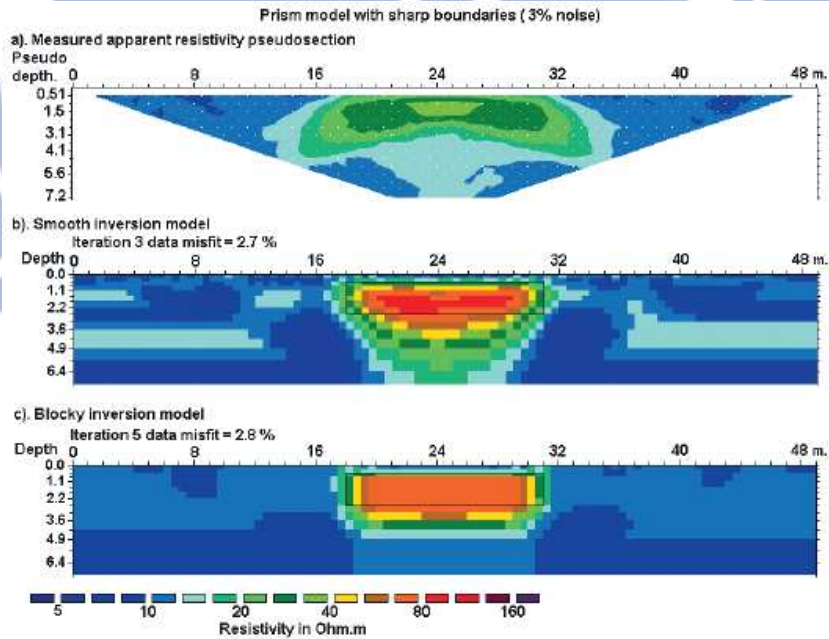 Prism model with sharp boundaries ( 3% noise)
a). Measured apparent resistivity pseudosection
Pseudo
depth. 0 8 16 24 32 40 48 m.
0.51
1.5
3.1
4.1
5.6
7.2
b). Smooth inversion model
Iteration 3 data misfit = 2.7 %
Depth 0 8 16 24 32 40 48 m.
0.0
1.1
2.2
3.6
4.9
6.4
c). Blocky inversion model
Iteration 5 data misfit = 2.8 %
Depth 0 8 16 24 32 40 48 m.
0.0
1.1
2.2
3.6
4.9
6.4
5 10 20 40 80 160
Resistivity in Ohm.m